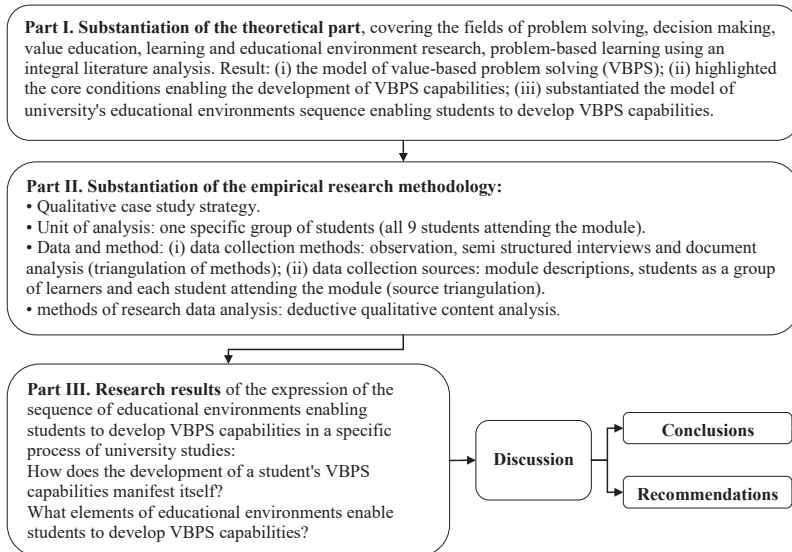 Part I. Substantiation of the theoretical part, covering the fields of problem solving, decision making,
value education, learning and educational environment research, problem-based learning using an
integral literature analysis. Result: (i) the model of value-based problem solving (VBPS); (ii) highlighted
the core conditions enabling the development of VBPS capabilities; (iii) substantiated the model of
university's educational environments sequence enabling students to develop VBPS capabilities.
Part II. Substantiation of the empirical research methodology:
• Qualitative case study strategy.
• Unit of analysis: one specific group of students (all 9 students attending the module).
• Data and method: (i) data collection methods: observation, semi structured interviews and document
analysis (triangulation of methods); (ii) data collection sources: module descriptions, students as a group
of learners and each student attending the module (source triangulation).
• methods of research data analysis: deductive qualitative content analysis.
Part III. Research results of the expression of the
sequence of educational environments enabling
students to develop VBPS capabilities in a specific
process of university studies:
How does the development of a student's VBPS
capabilities manifest itself?
What elements of educational environments enable
students to develop VBPS capabilities?
Discussion
Conclusions
Recommendations